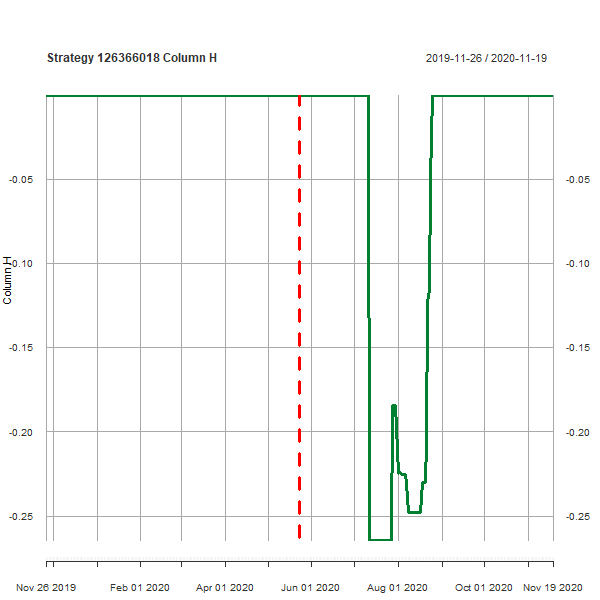 Strategy 126366018 Column H
2019-11-26 / 2020-11-19
Column H
-0.05 -0.05
-0.10 -0.10
-0.15 -0.15
-0.20 -0.20
-0.25 -0.25
Nov 26 2019 Feb 01 2020 Apr 01 2020 Jun 01 2020 Aug 01 2020 Oct 01 2020 Nov 19 2020